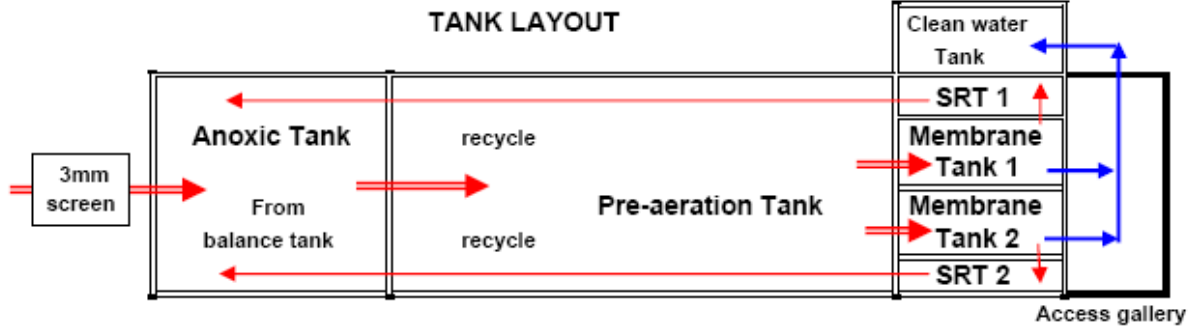 TANK LAYOUT
Clean water
Tank
SRT 1
Anoxic Tank
recycle
Membrane
Tank 1
3mm
screen
From
balance tank
Pre-aeration Tank
recycle
Membrane
Tank 2
SRT 2
Access gallery